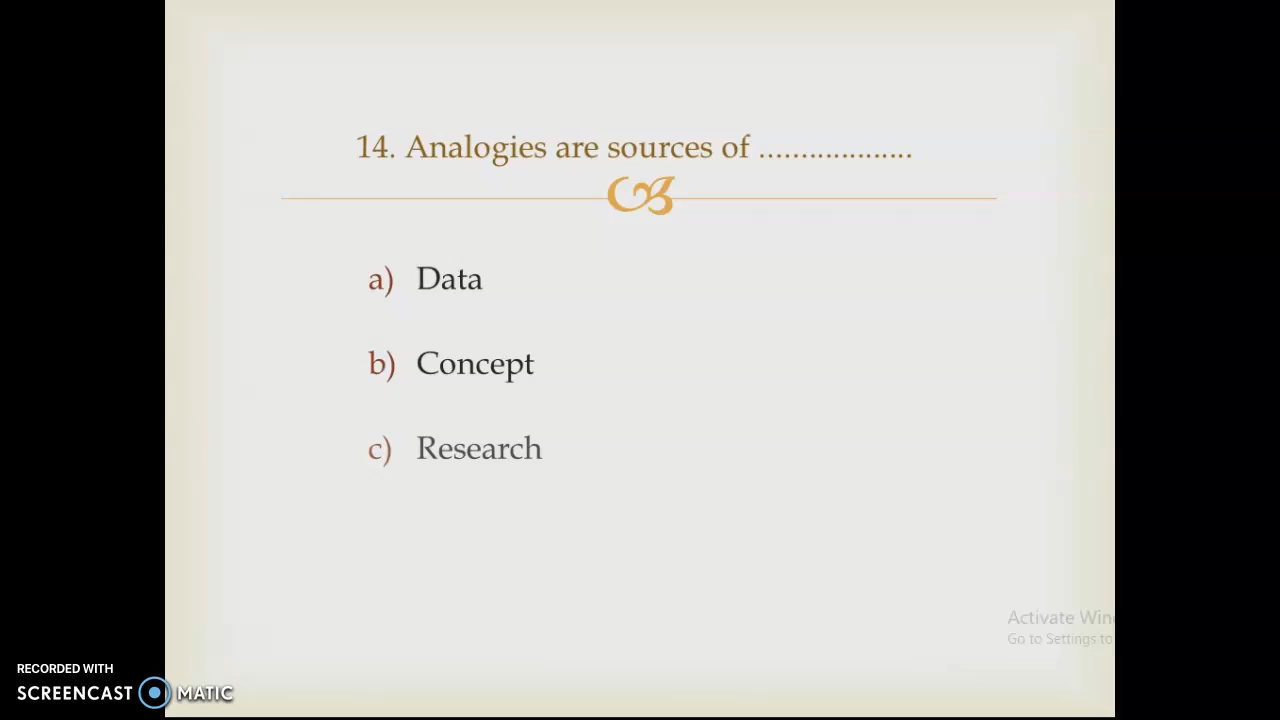 14. Analogies are sources of ...................
a) Data
b) Concept
c) Research
Activate Win
Go to Settings to
RECORDED WITH
SCREENCAST MATIC